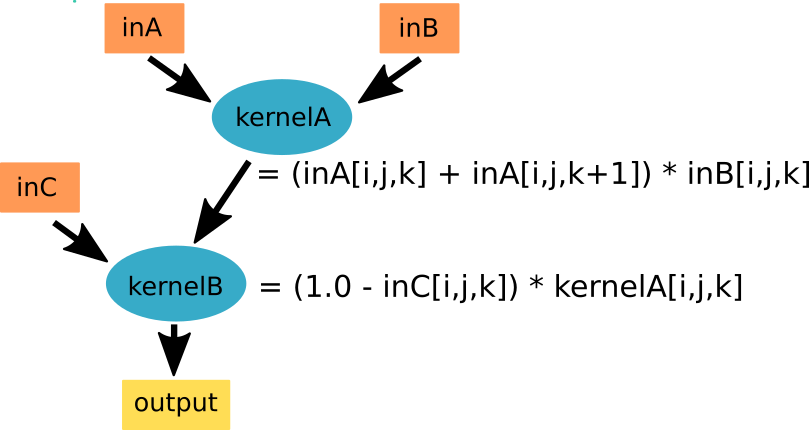 inA
inB
kernelA
= (inA[i,j,k] + inA[i,j,k+1]) * inB[i,j,k]
inC
kernelB
= (1.0 - inC[i,j,k]) * kernelA[i,j,k]
output